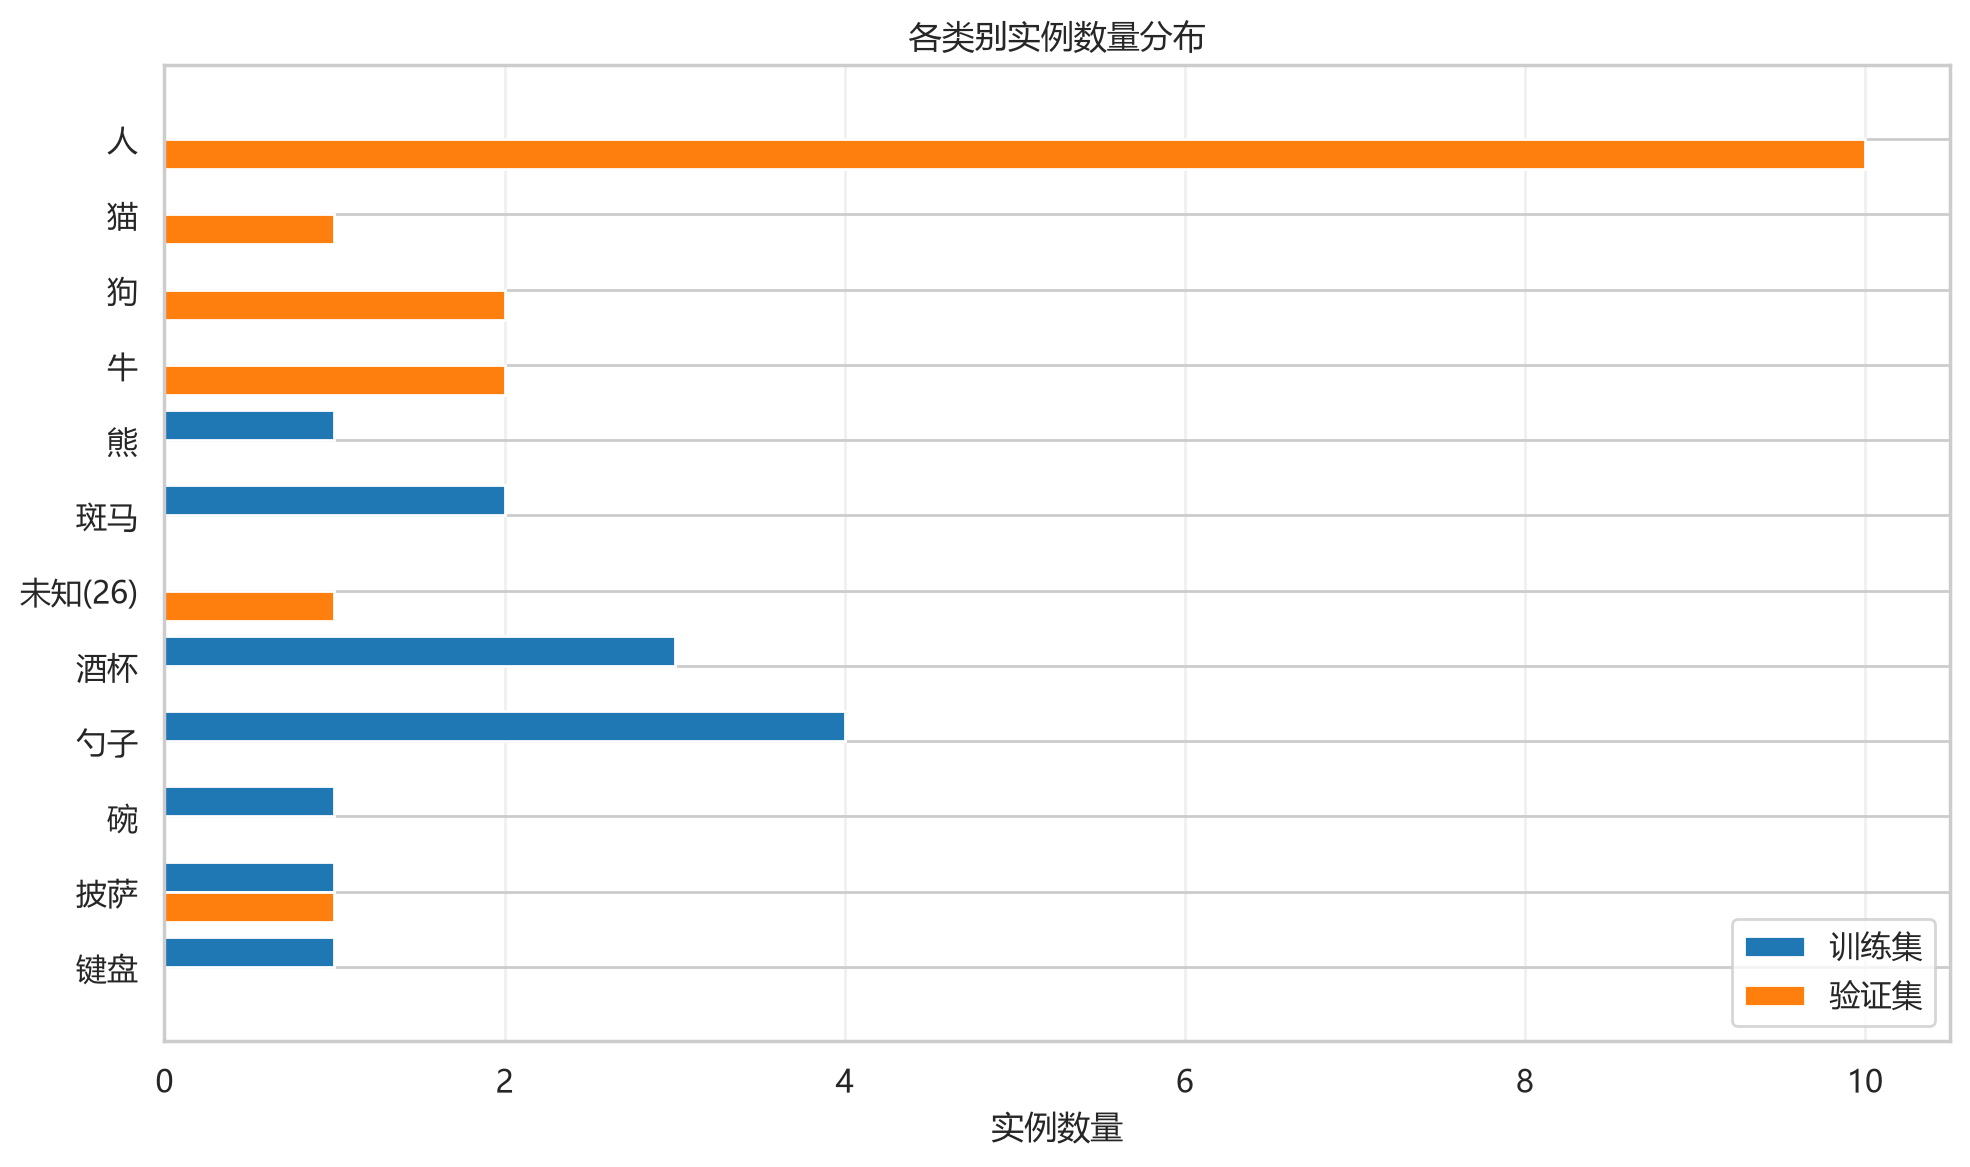 各类别实例数量分布
人
猫
狗
牛
熊
斑马
未知(26)
酒杯
勺子
碗
披萨
键盘
训练集
验证集
0 2 4 6 8 10
实例数量